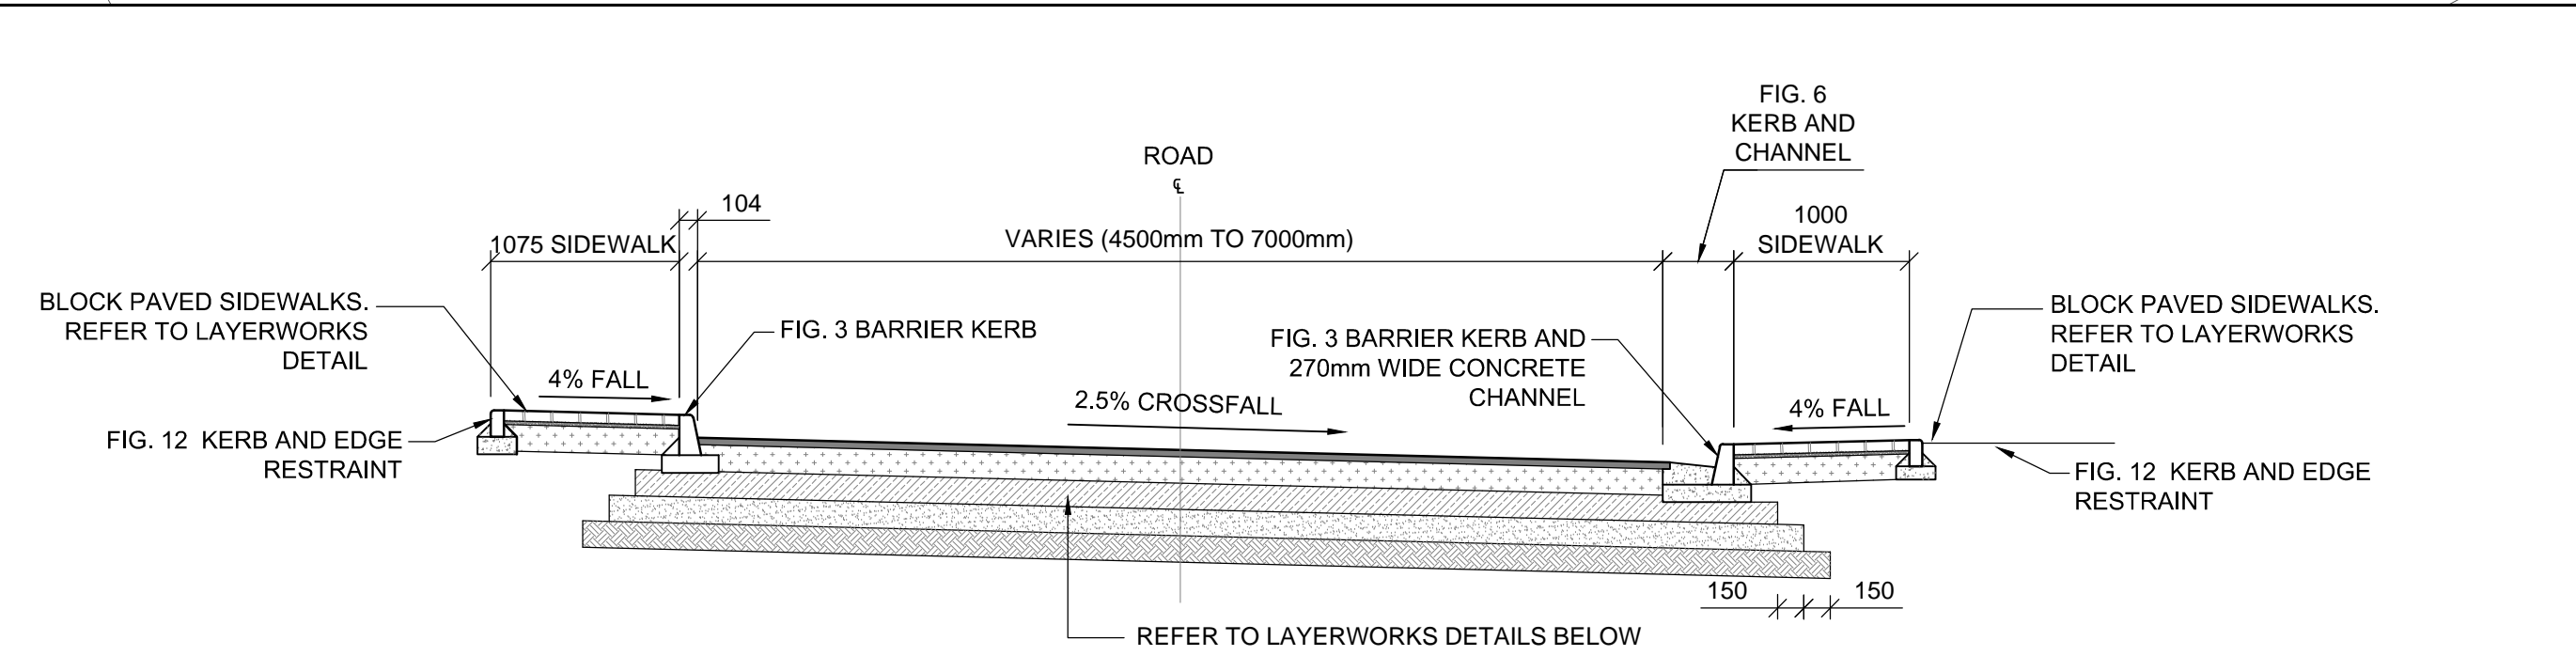 FIG. 6
KERB AND
CHANNEL
ROAD
℄
104
1075 SIDEWALK
VARIES (4500mm TO 7000mm)
1000
SIDEWALK
BLOCK PAVED SIDEWALKS.
REFER TO LAYERWORKS
DETAIL
FIG. 3 BARRIER KERB
FIG. 3 BARRIER KERB AND
270mm WIDE CONCRETE
CHANNEL
BLOCK PAVED SIDEWALKS.
REFER TO LAYERWORKS
DETAIL
4% FALL
2.5% CROSSFALL
4% FALL
FIG. 12 KERB AND EDGE
RESTRAINT
FIG. 12 KERB AND EDGE
RESTRAINT
150
150
REFER TO LAYERWORKS DETAILS BELOW